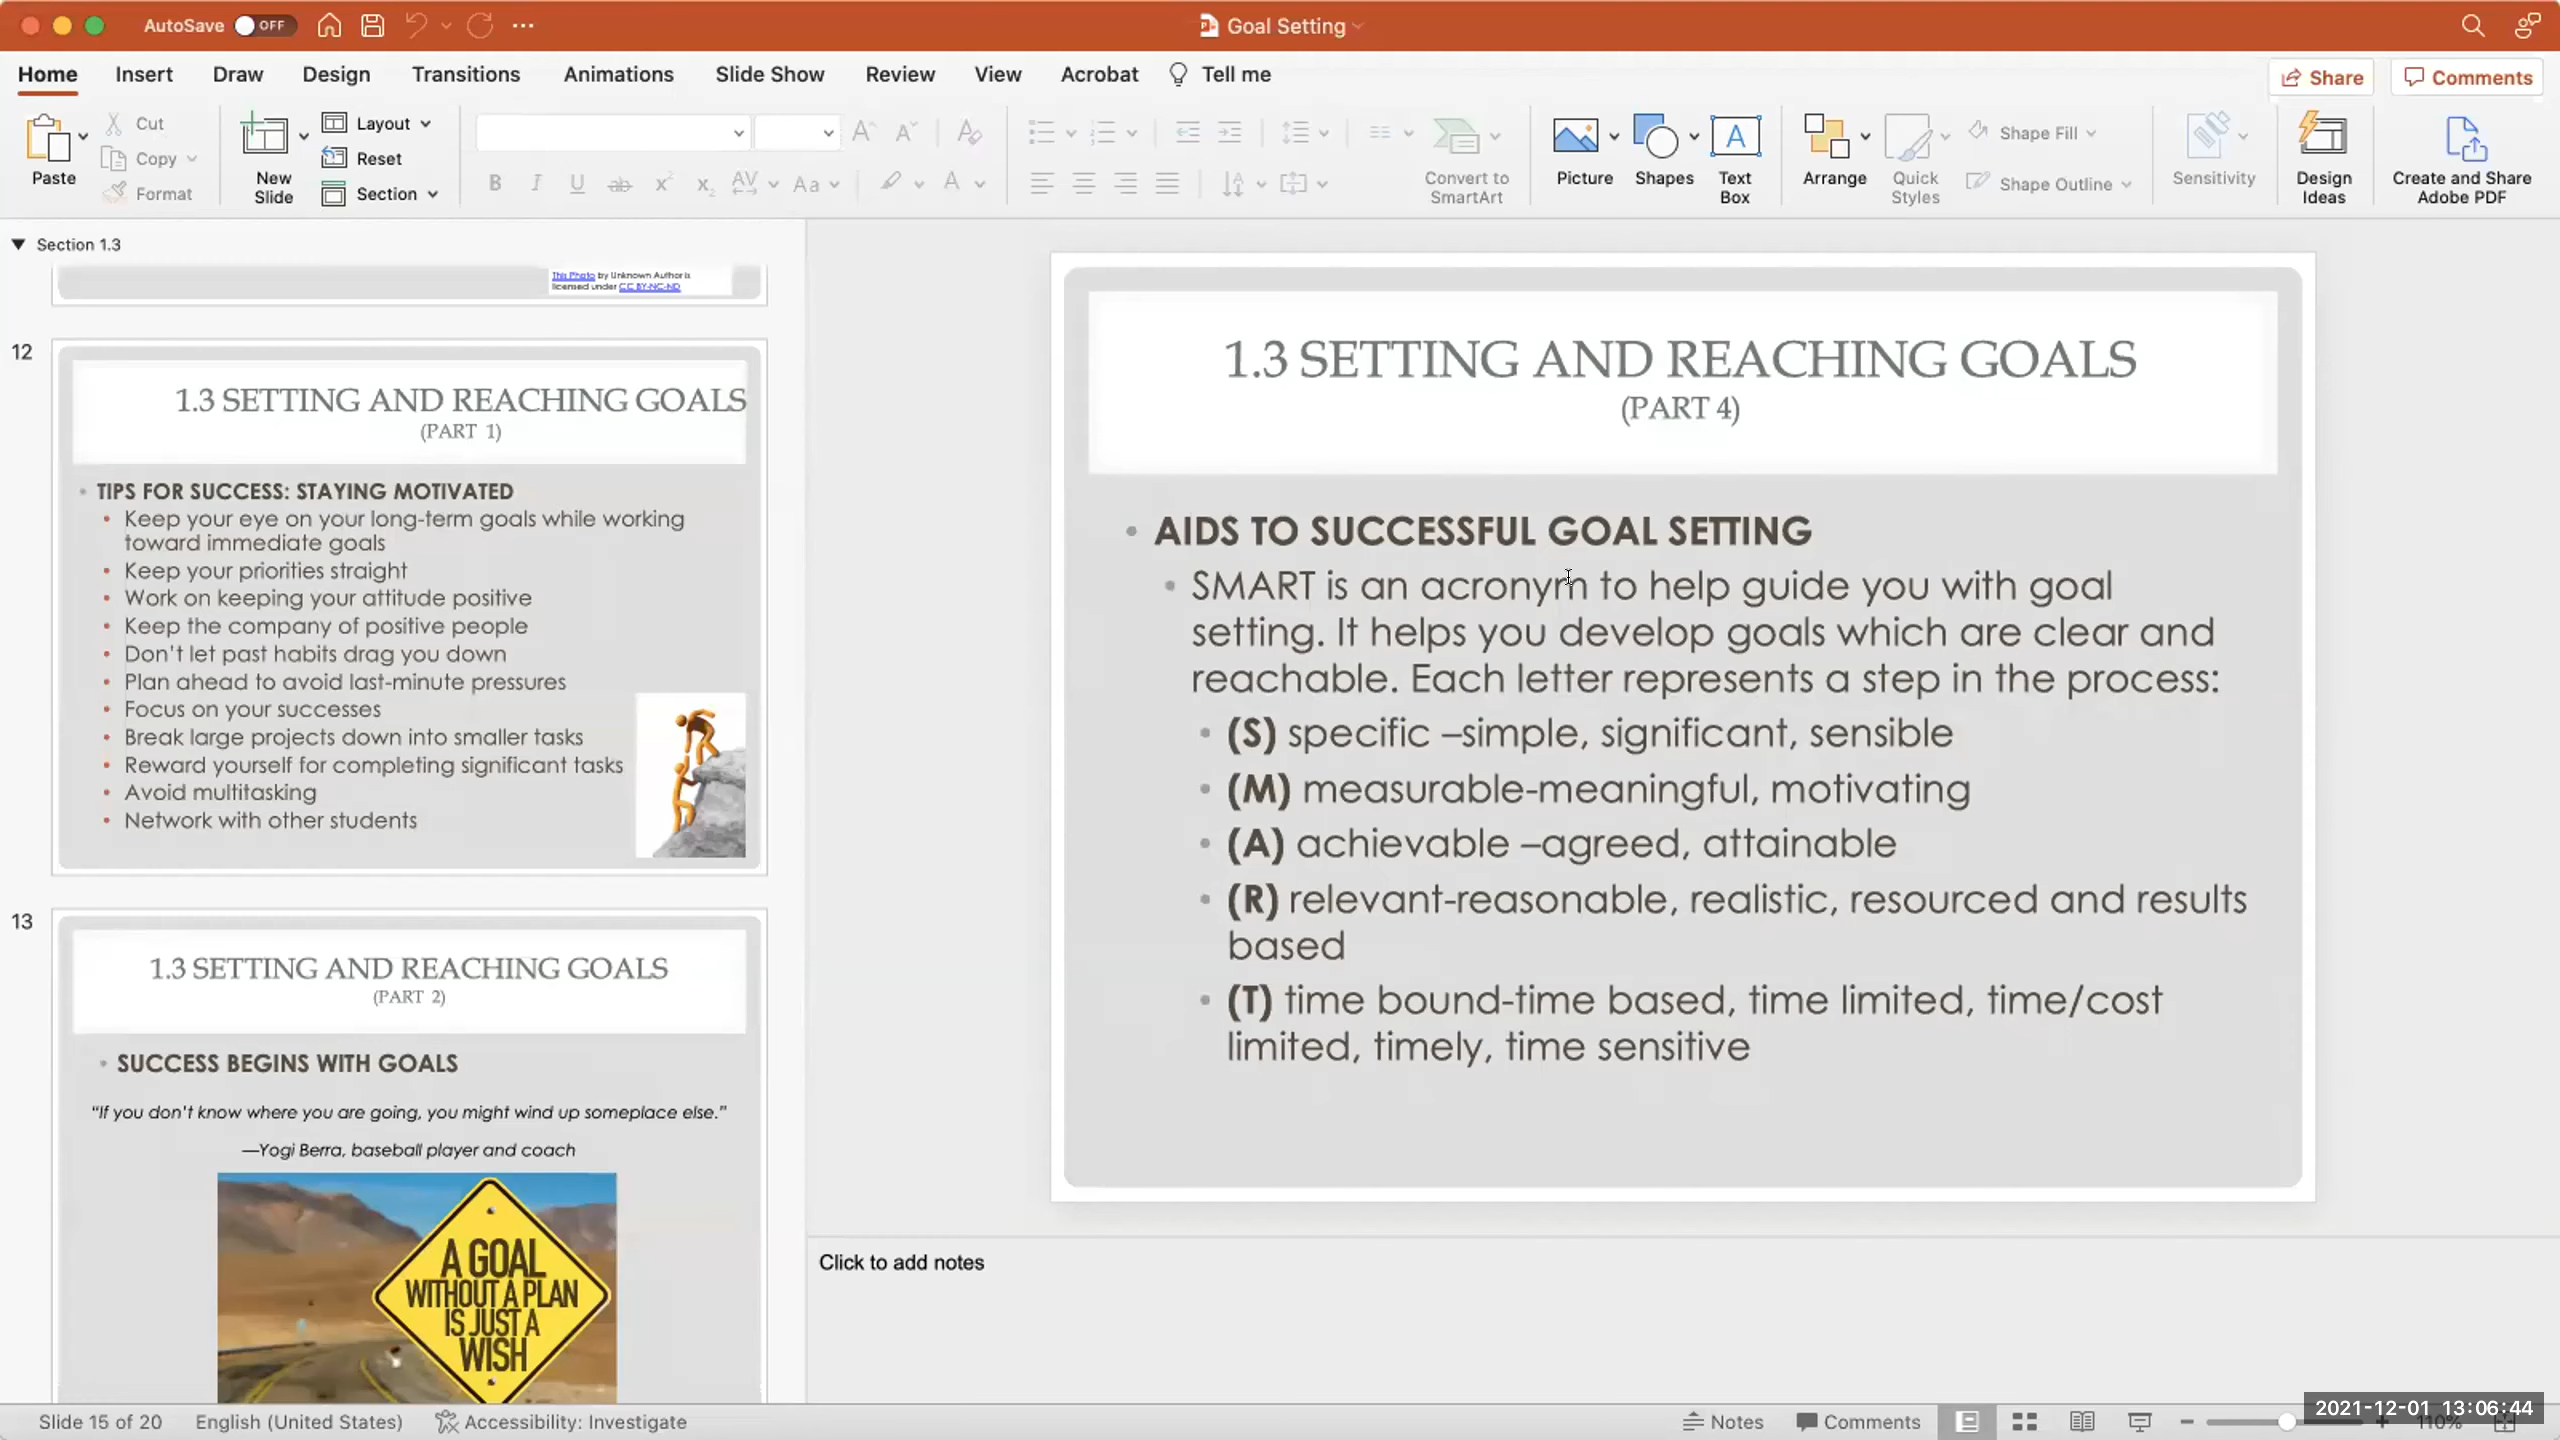 AutoSave OFF
Goal Setting
Home Insert Draw Design Transitions Animations Slide Show Review View Acrobat Tell me
Share Comments
Paste
Cut
Copy
Format
New Slide
Layout
Reset
Section
Convert to SmartArt
Picture
Shapes
Text Box
Arrange
Quick Styles
Shape Fill
Shape Outline
Sensitivity
Design Ideas
Create and Share Adobe PDF
Section 1.3
This Photo by Unknown Author is
licensed under CC BY-NC-ND
12
1.3 SETTING AND REACHING GOALS
(PART 1)
• TIPS FOR SUCCESS: STAYING MOTIVATED
• Keep your eye on your long-term goals while working
toward immediate goals
• Keep your priorities straight
• Work on keeping your attitude positive
• Keep the company of positive people
• Don't let past habits drag you down
• Plan ahead to avoid last-minute pressures
• Focus on your successes
• Break large projects down into smaller tasks
• Reward yourself for completing significant tasks
• Avoid multitasking
• Network with other students
13
1.3 SETTING AND REACHING GOALS
(PART 2)
• SUCCESS BEGINS WITH GOALS
“If you don't know where you are going, you might wind up someplace else.”
—Yogi Berra, baseball player and coach
A GOAL
WITHOUT A PLAN
IS JUST A
WISH
1.3 SETTING AND REACHING GOALS
(PART 4)
• AIDS TO SUCCESSFUL GOAL SETTING
• SMART is an acronym to help guide you with goal
setting. It helps you develop goals which are clear and
reachable. Each letter represents a step in the process:
• (S) specific –simple, significant, sensible
• (M) measurable-meaningful, motivating
• (A) achievable –agreed, attainable
• (R) relevant-reasonable, realistic, resourced and results
based
• (T) time bound-time based, time limited, time/cost
limited, timely, time sensitive
Click to add notes
Slide 15 of 20 English (United States) Accessibility: Investigate
Notes Comments 110%
2021-12-01 13:06:44